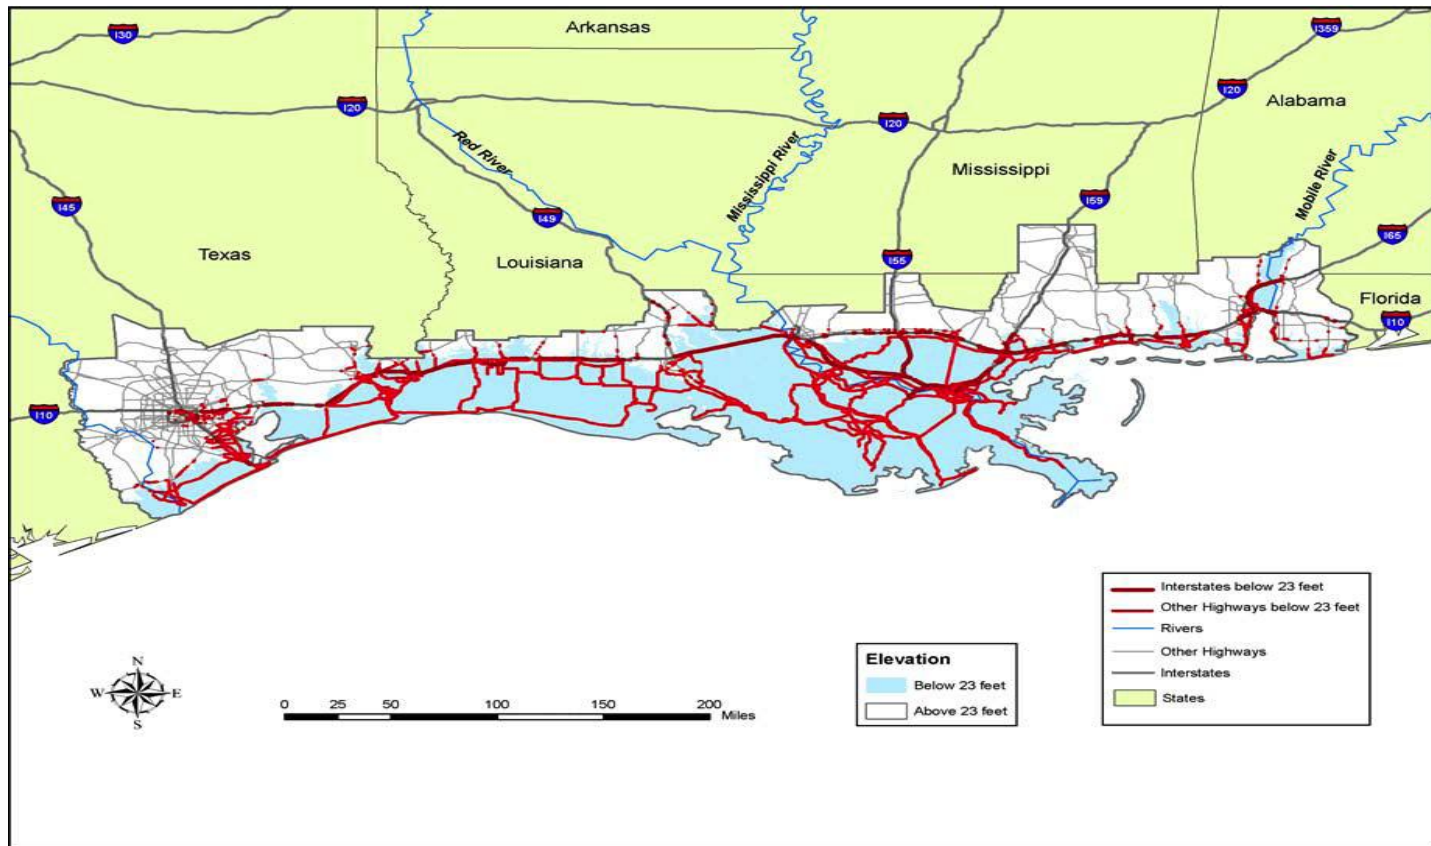 Arkansas
I30
I359
I20
I20
I20
Alabama
Red River
Mississippi River
Mississippi
Mobile River
I45
I49
I59
I65
Texas
Louisiana
I55
Florida
I10
I10
Interstates below 23 feet
Other Highways below 23 feet
Rivers
Other Highways
Interstates
States
Elevation
Below 23 feet
Above 23 feet
N
W E
S
0 25 50 100 150 200
Miles